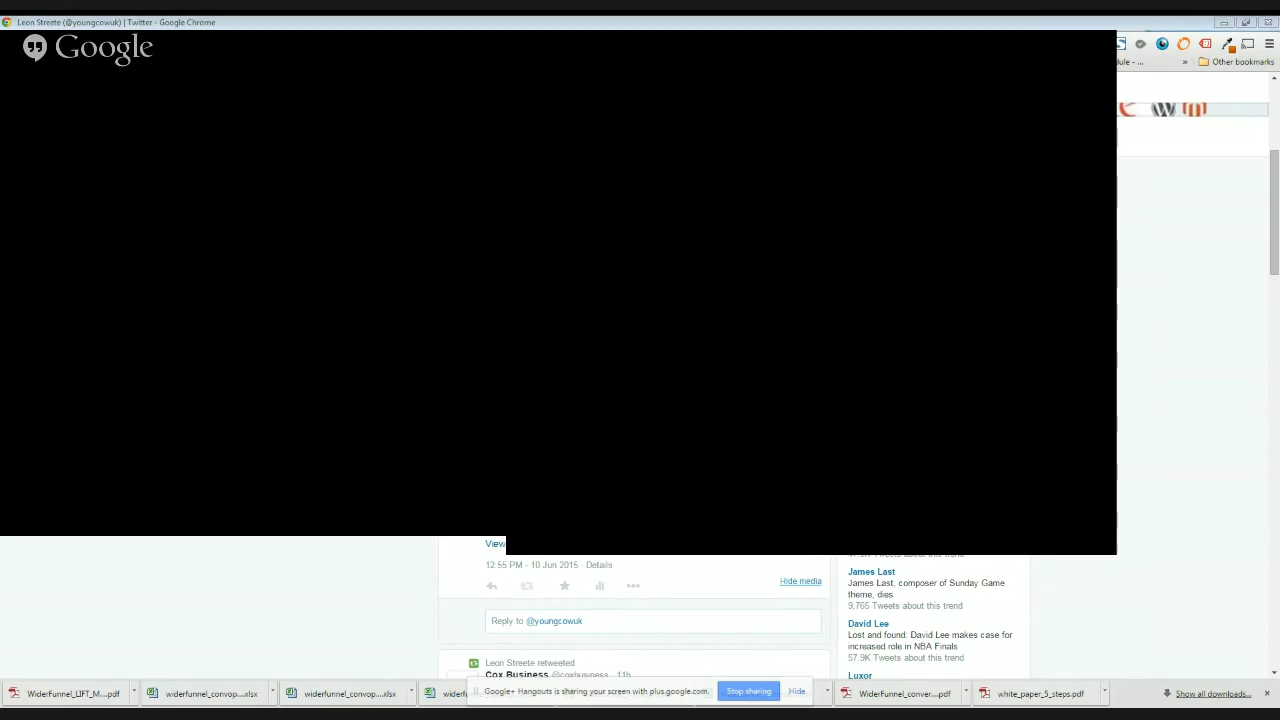 Leon Streete (@youngcowuk) | Twitter - Google Chrome
Google
dule - ...
» Other bookmarks
View
12:55 PM - 10 Jun 2015 · Details
Hide media
Reply to @youngcowuk
Leon Streete retweeted
Cox Business @coxbusiness · 11h
James Last
James Last, composer of Sunday Game
theme, dies
9,765 Tweets about this trend
David Lee
Lost and found: David Lee makes case for
increased role in NBA Finals
57.9K Tweets about this trend
Luxor
WiderFunnel_LIFT_M....pdf
widerfunnel_convop....xlsx
widerfunnel_convop....xlsx
widerfu
Google+ Hangouts is sharing your screen with plus.google.com.
Stop sharing
Hide
WiderFunnel_conver....pdf
white_paper_5_steps.pdf
Show all downloads...